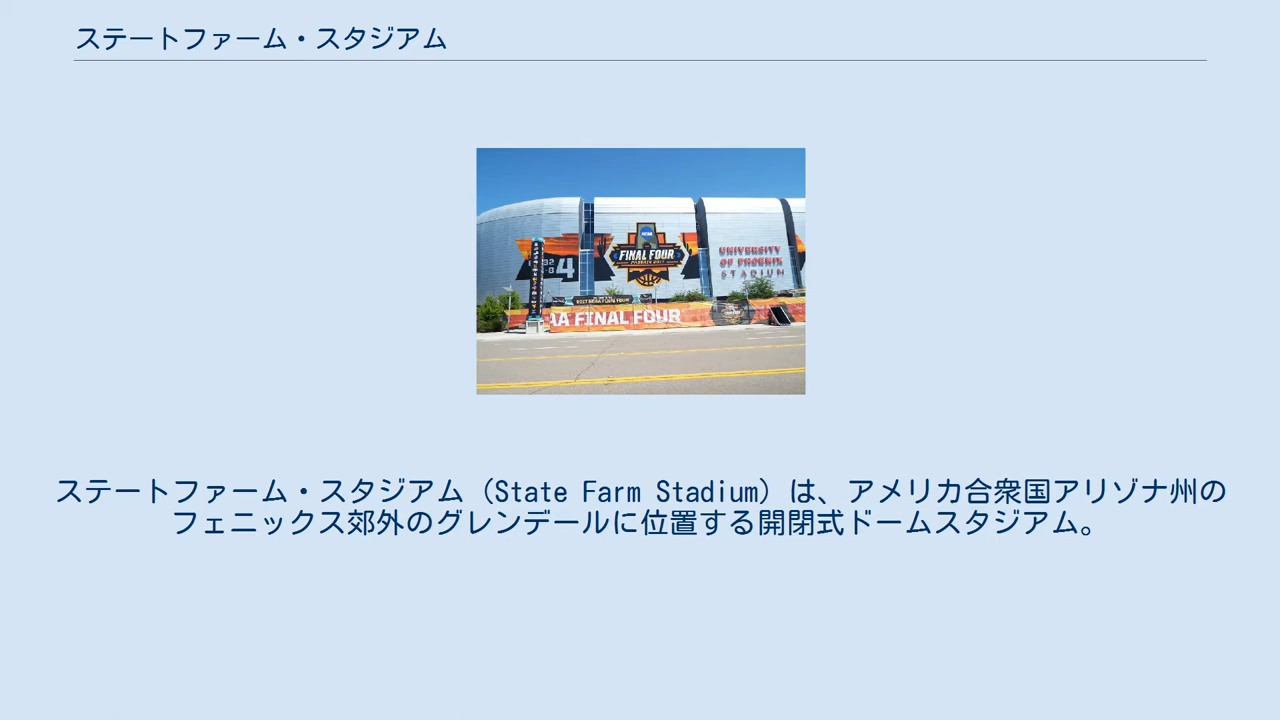 ステートファーム・スタジアム
NCAA
FINAL FOUR
4
UNIVERSITY
OF PHOENIX
STADIUM
AA FINAL FOUR
ステートファーム・スタジアム（State Farm Stadium）は、アメリカ合衆国アリゾナ州の
フェニックス郊外のグレンデールに位置する開閉式ドームスタジアム。